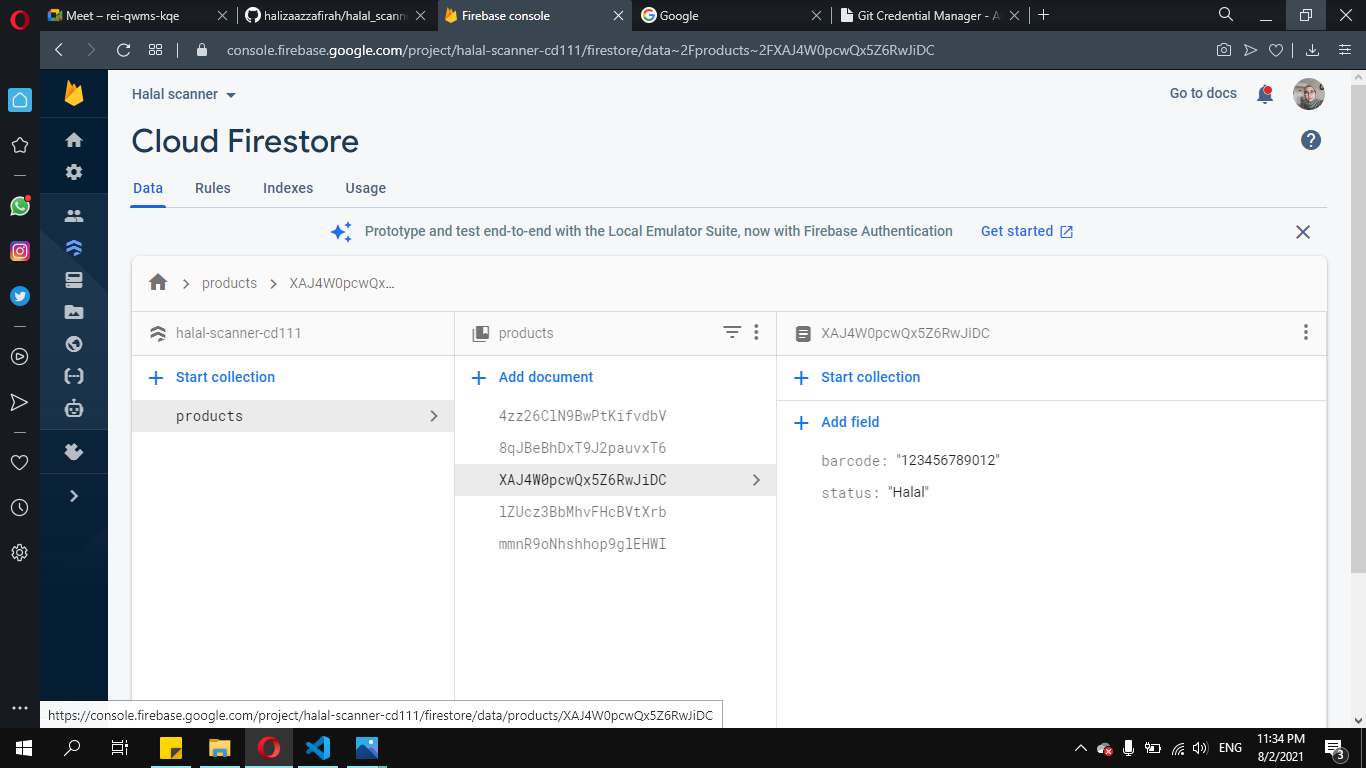 Meet – rei-qwms-kqe
halizaazzafirah/halal_scanne
Firebase console
Google
Git Credential Manager - A
console.firebase.google.com/project/halal-scanner-cd111/firestore/data~2Fproducts~2FXAJ4W0pcwQx5Z6RwJiDC
Halal scanner
Go to docs
Cloud Firestore
Data Rules Indexes Usage
Prototype and test end-to-end with the Local Emulator Suite, now with Firebase Authentication Get started
products XAJ4W0pcwQx...
halal-scanner-cd111 products XAJ4W0pcwQx5Z6RwJiDC
Start collection Add document Start collection
products 4zz26ClN9BwPtKifvdbV Add field
8qJBeBhDxT9J2pauvxT6 barcode: "123456789012"
XAJ4W0pcwQx5Z6RwJiDC status: "Halal"
lZUcz3BbMhvFHcBVtXrb
mmnR9oNhshhop9glEHWI
https://console.firebase.google.com/project/halal-scanner-cd111/firestore/data/products/XAJ4W0pcwQx5Z6RwJiDC
ENG
11:34 PM
8/2/2021
3